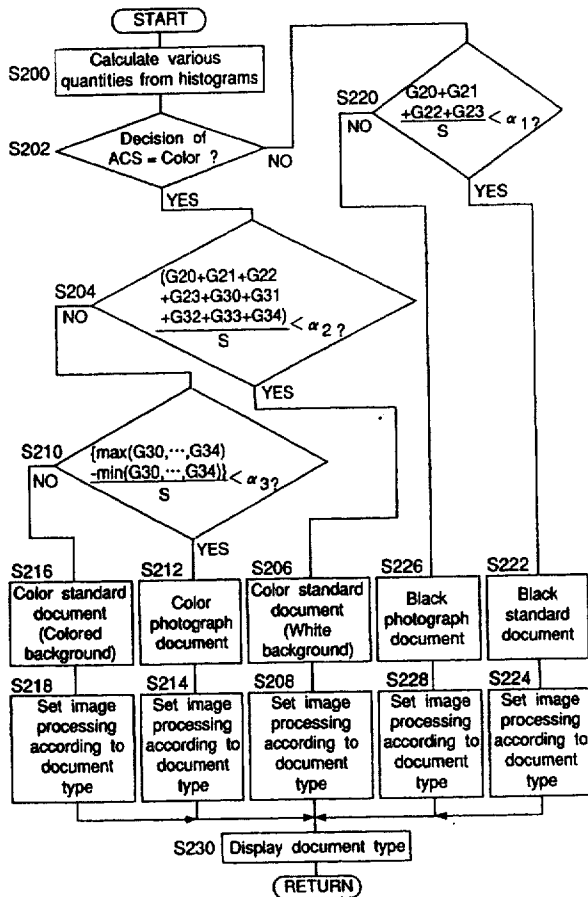 START
S200
Calculate various
quantities from histograms
S202
Decision of
ACS = Color ?
NO
YES
S220
NO
G20+G21
+G22+G23
S
< α1?
YES
S204
NO
(G20+G21+G22
+G23+G30+G31
+G32+G33+G34)
S
< α2?
YES
S210
NO
{max(G30,···,G34)
-min(G30,···,G34)}
S
< α3?
YES
S216
Color standard
document
(Colored
background)
S212
Color
photograph
document
S206
Color standard
document
(White
background)
S226
Black
photograph
document
S222
Black
standard
document
S218
Set image
processing
according to
document
type
S214
Set image
processing
according to
document
type
S208
Set image
processing
according to
document
type
S228
Set image
processing
according to
document
type
S224
Set image
processing
according to
document
type
S230
Display document type
RETURN